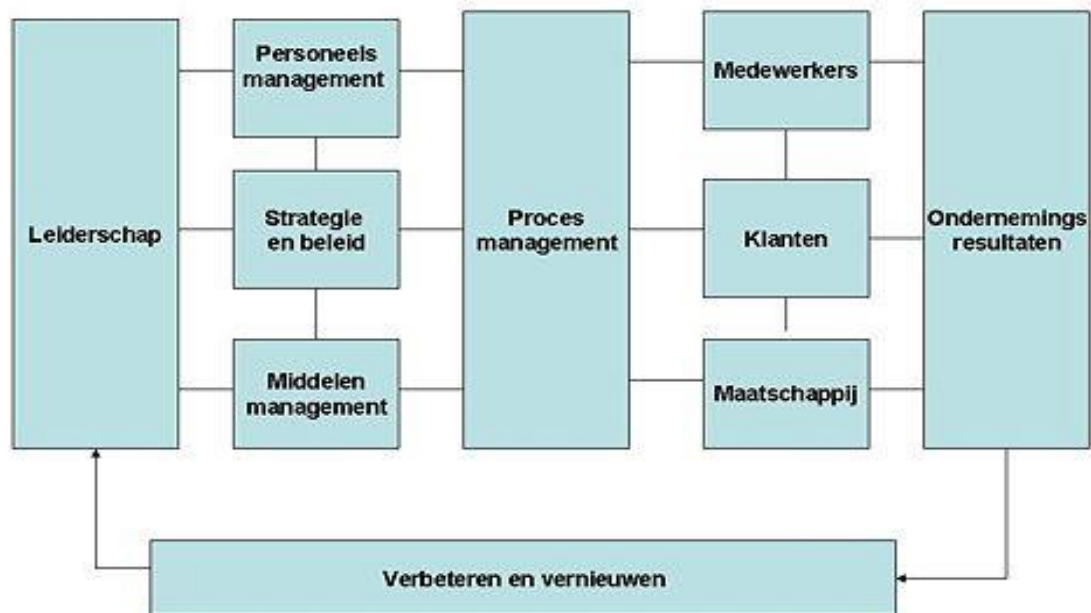 Leiderschap
Personeels
management
Strategie
en beleid
Middelen
management
Proces
management
Medewerkers
Klanten
Maatschappij
Ondernemings
resultaten
Verbeteren en vernieuwen